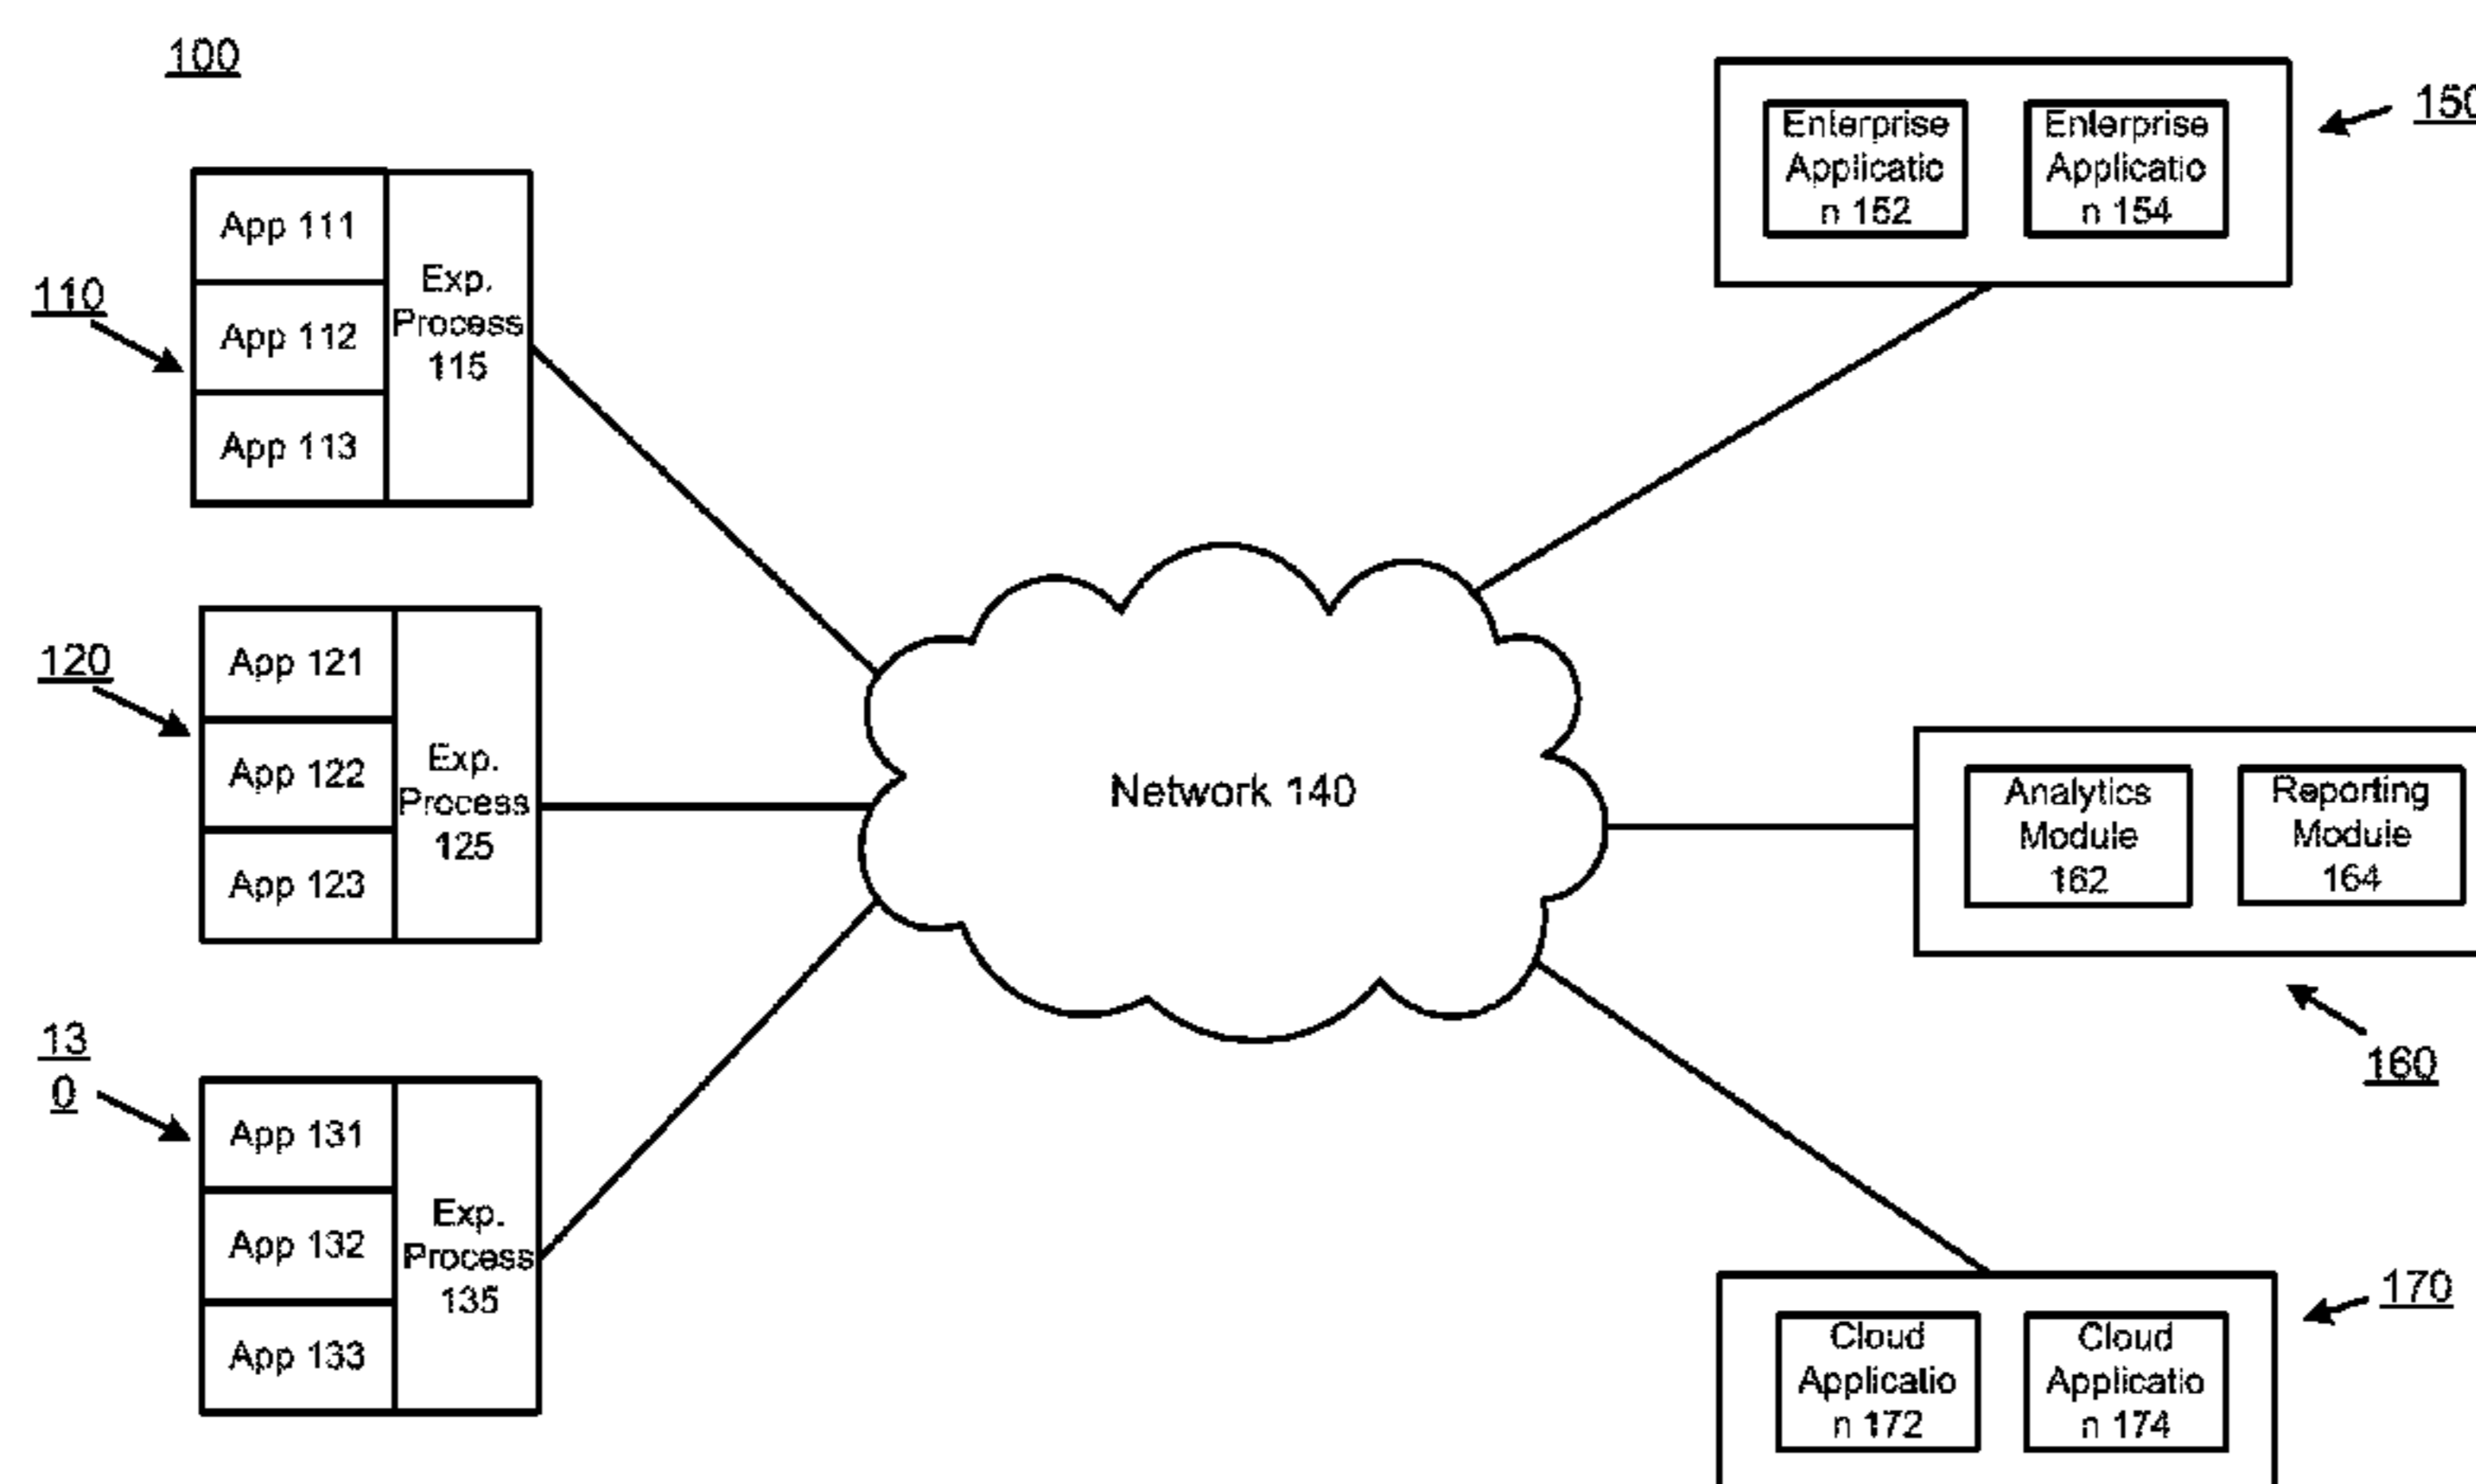 100
110
App 111
App 112
App 113
Exp.
Process
115
120
App 121
App 122
App 123
Exp.
Process
125
13
0
App 131
App 132
App 133
Exp.
Process
135
Network 140
Enterprise
Applicatio
n 152
Enterprise
Applicatio
n 154
150
Analytics
Module
162
Reporting
Module
164
160
170
Cloud
Applicatio
n 172
Cloud
Applicatio
n 174